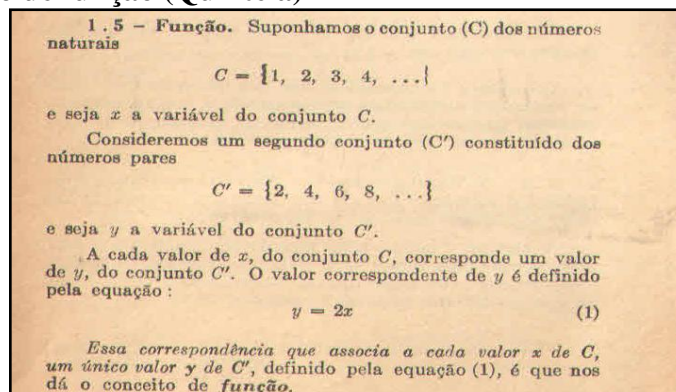 1.5 – Função. Suponhamos o conjunto (C) dos números
naturais
C = {1, 2, 3, 4, ...{
e seja x a variável do conjunto C.
Consideremos um segundo conjunto (C′) constituído dos
números pares
C′ = {2, 4, 6, 8, ...}
e seja y a variável do conjunto C′.
A cada valor de x, do conjunto C, corresponde um valor
de y, do conjunto C′. O valor correspondente de y é definido
pela equação :
y = 2x (1)
Essa correspondência que associa a cada valor x de C,
um único valor y de C′, definido pela equação (1), é que nos
dá o conceito de função.